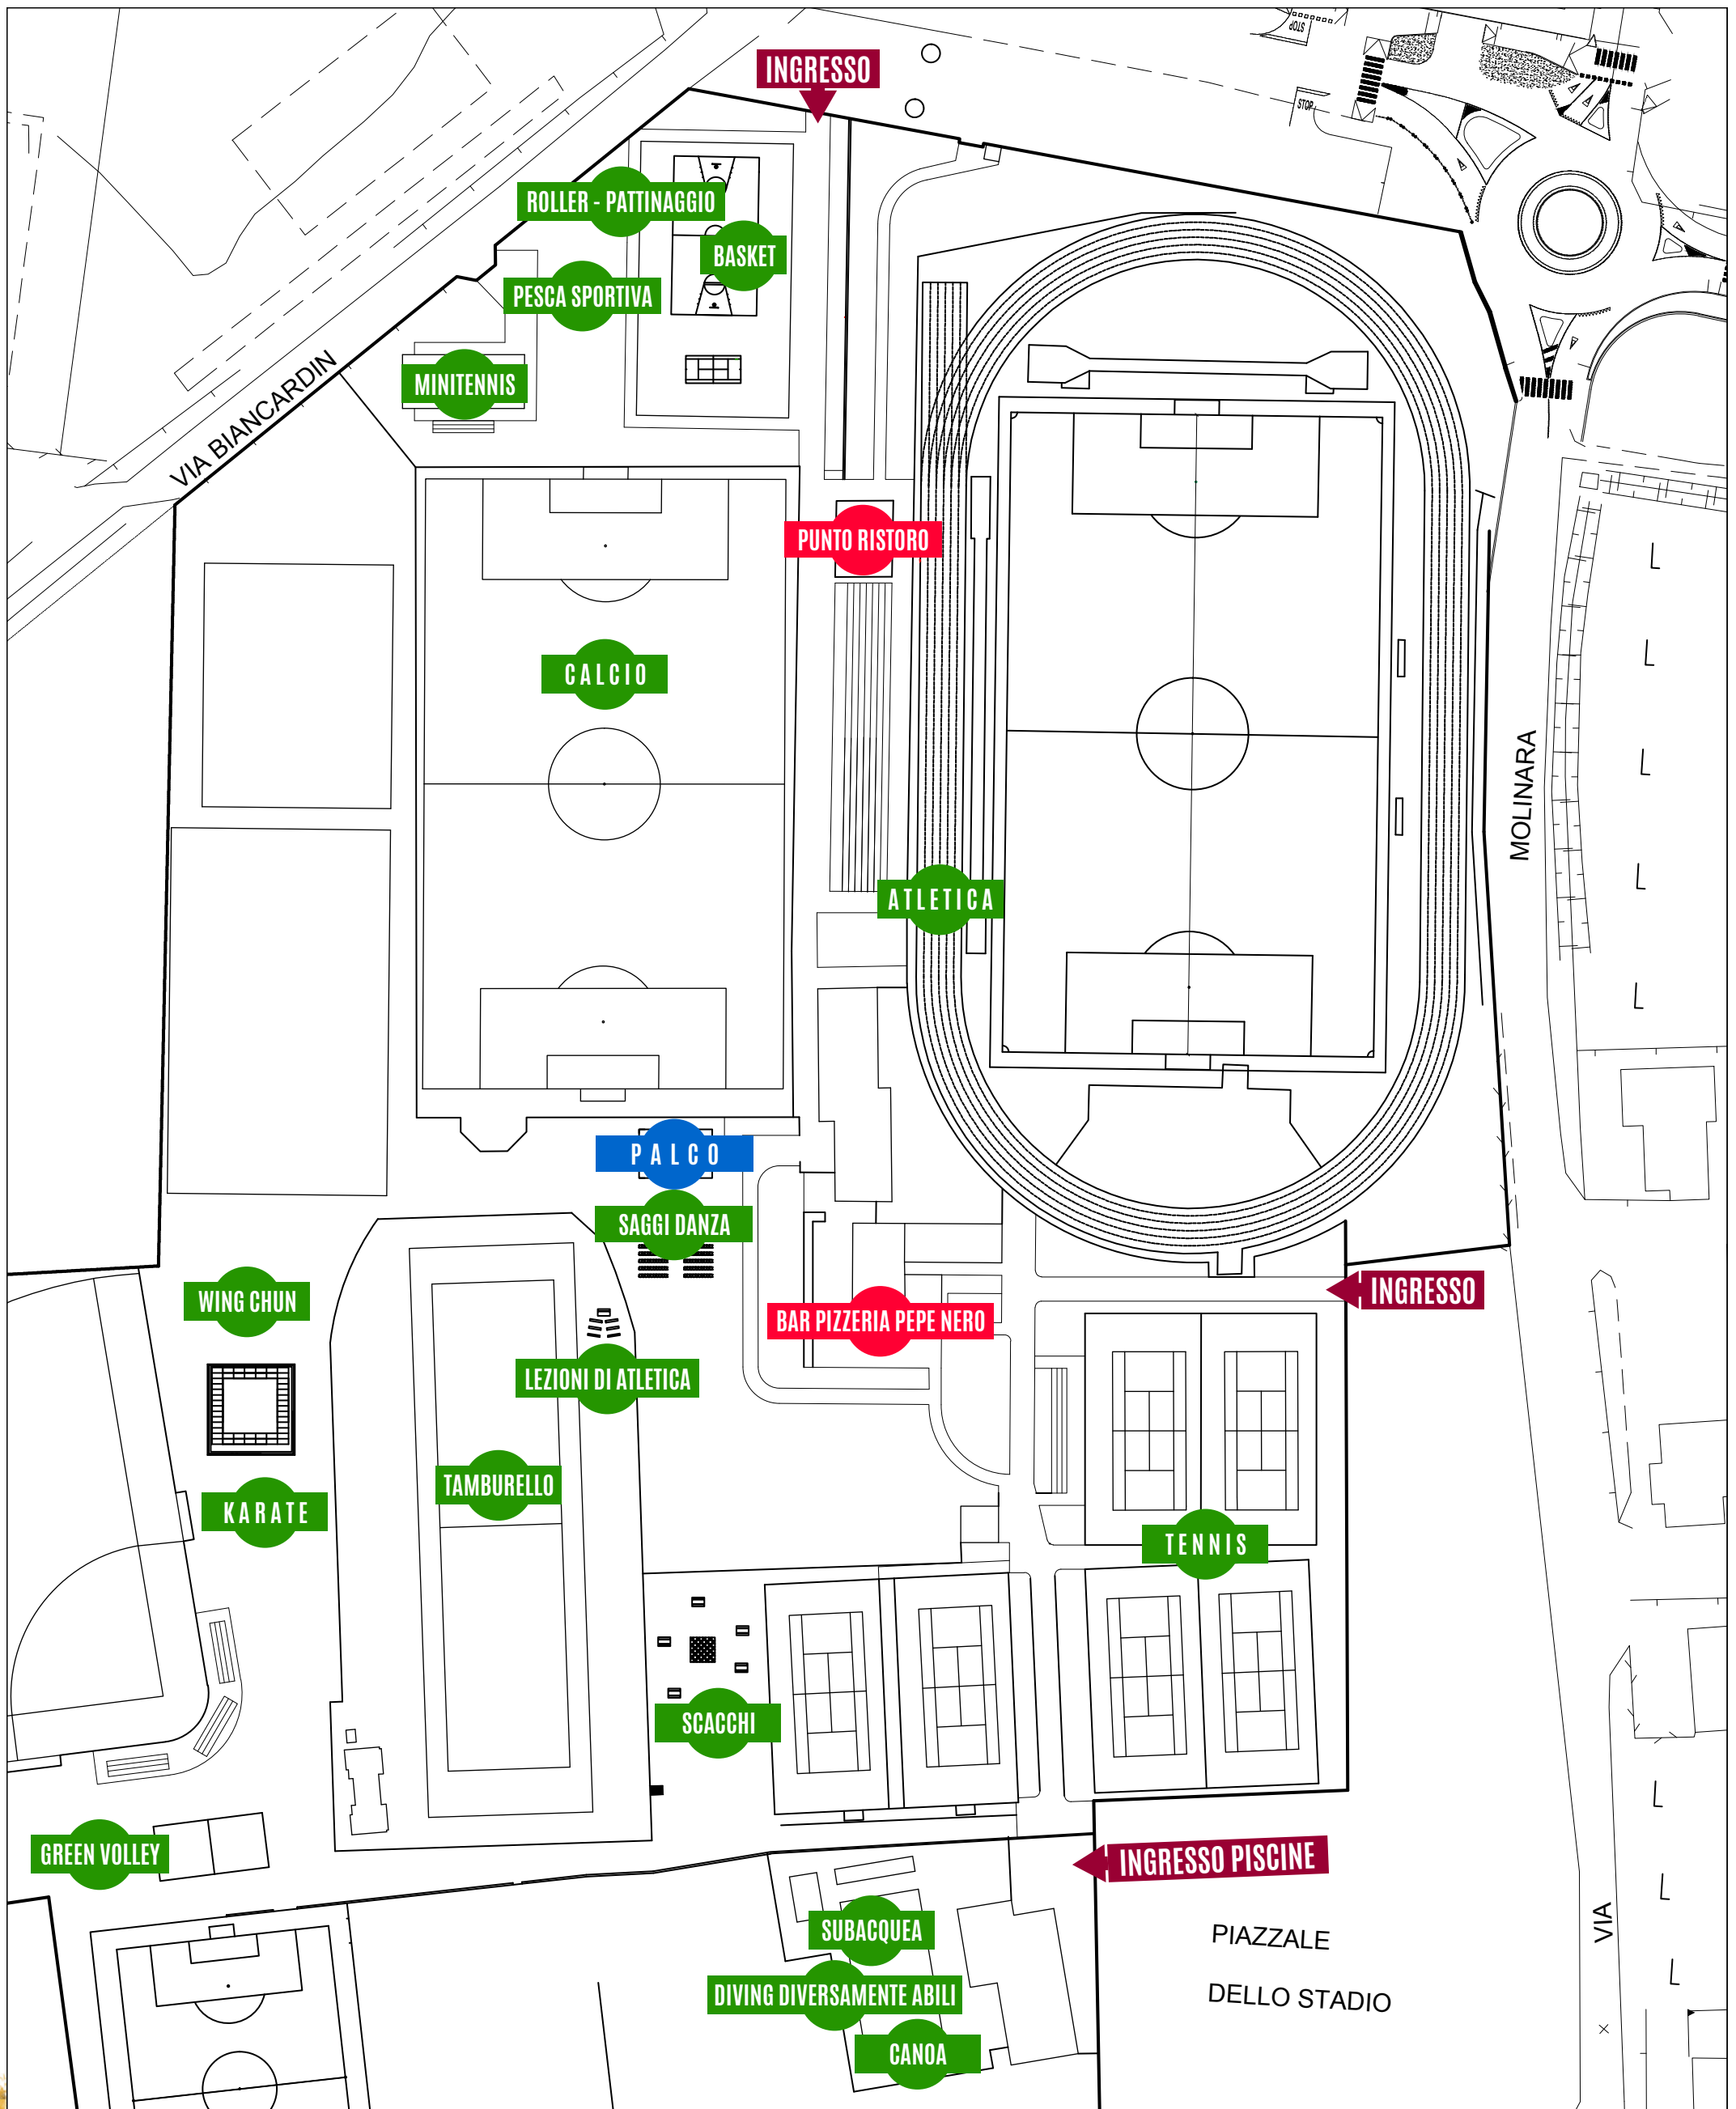 STOP
INGRESSO
STOP
ROLLER - PATTINAGGIO
BASKET
PESCA SPORTIVA
MINITENNIS
VIA BIANCARDIN
PUNTO RISTORO
CALCIO
MOLINARA
ATLETICA
PALCO
SAGGI DANZA
WING CHUN
INGRESSO
BAR PIZZERIA PEPE NERO
LEZIONI DI ATLETICA
TAMBURELLO
KARATE
TENNIS
SCACCHI
GREEN VOLLEY
INGRESSO PISCINE
SUBACQUEA
VIA
PIAZZALE
DELLO STADIO
DIVING DIVERSAMENTE ABILI
CANOA